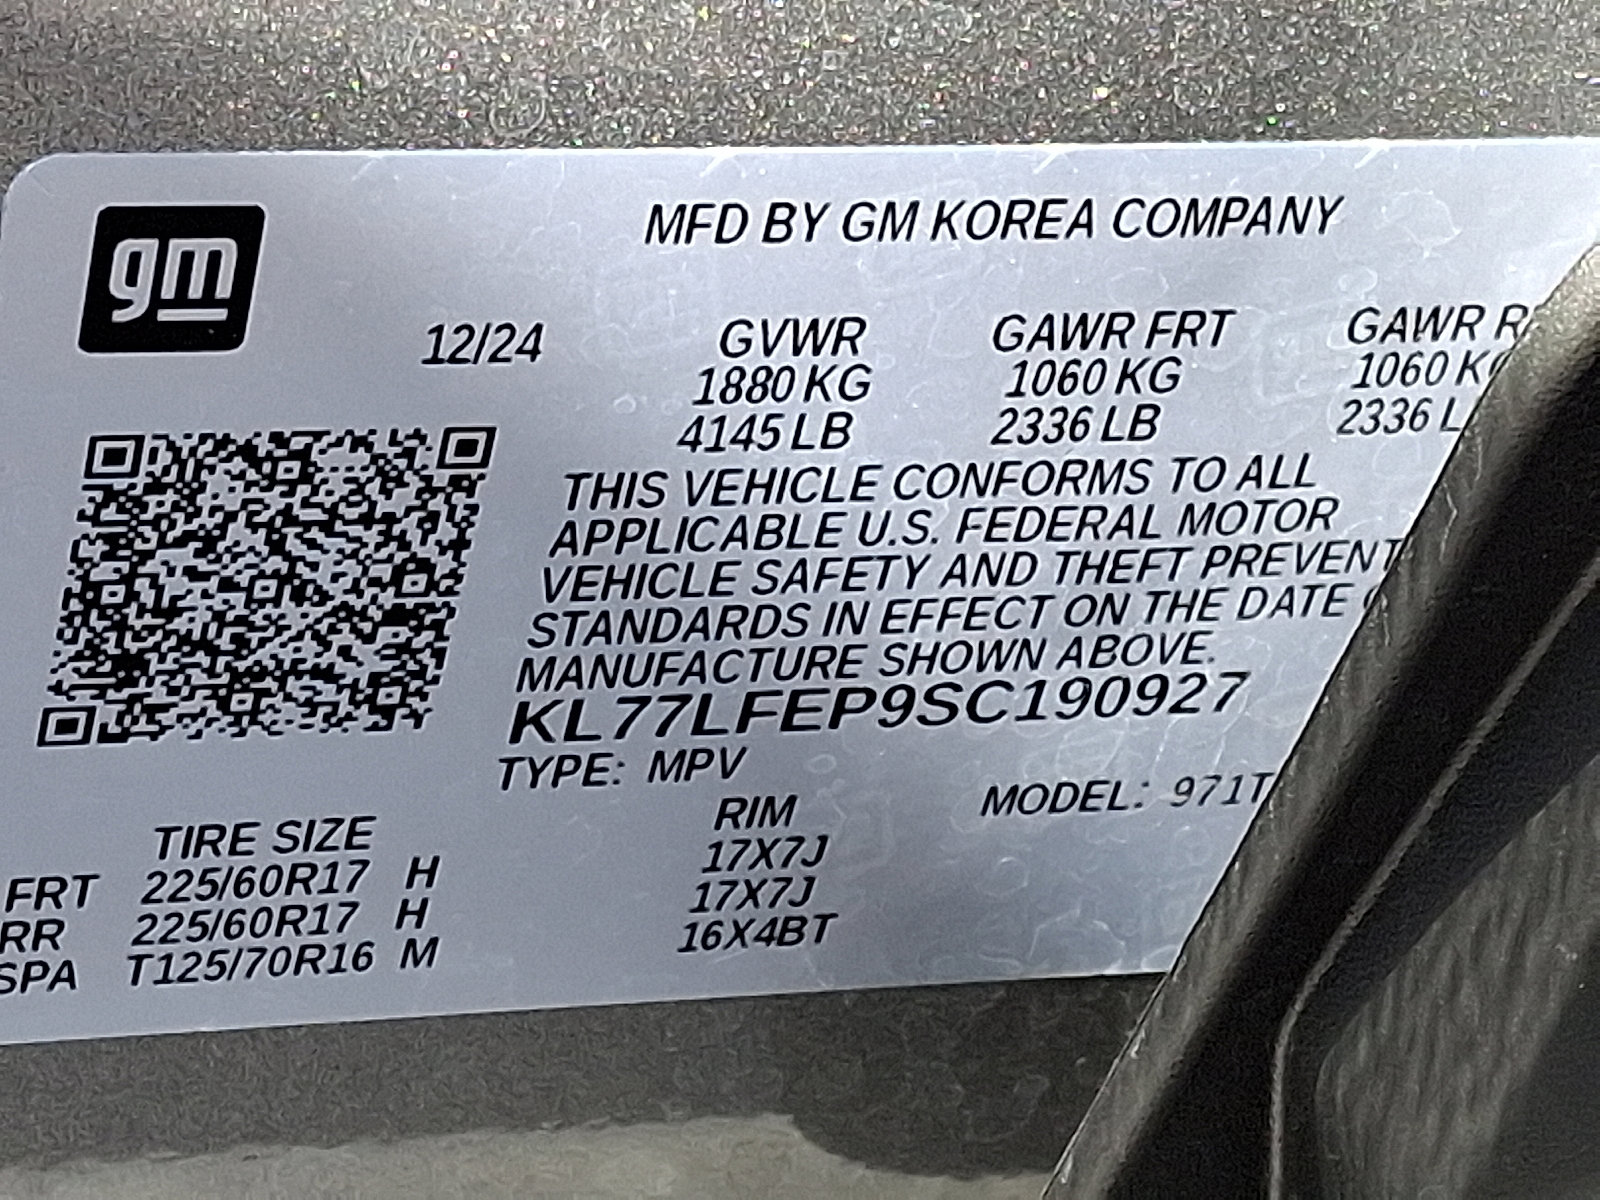 gm
MFD BY GM KOREA COMPANY
12/24 GVWR GAWR FRT GAWR
1880 KG 1060 KG 1060
4145 LB 2336 LB 2336
THIS VEHICLE CONFORMS TO ALL
APPLICABLE U.S. FEDERAL MOTOR
VEHICLE SAFETY AND THEFT PREVENT
STANDARDS IN EFFECT ON THE DATE
MANUFACTURE SHOWN ABOVE.
KL77LFEP9SC190927
TYPE: MPV
MODEL: 971T
TIRE SIZE RIM
FRT 225/60R17 H 17X7J
RR 225/60R17 H 17X7J
SPA T125/70R16 M 16X4BT